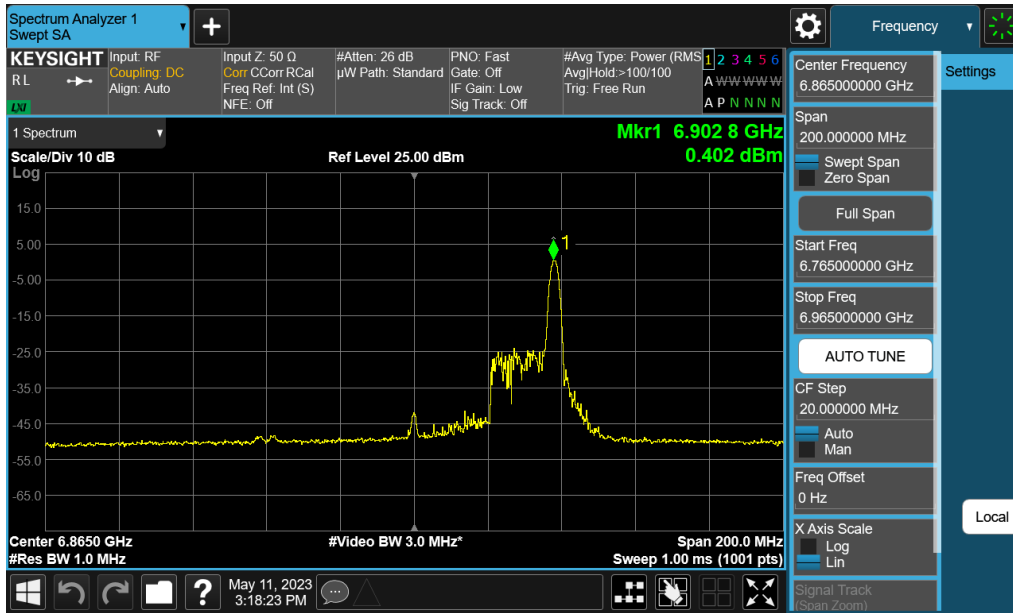 Spectrum Analyzer 1
Swept SA
+
Frequency
KEYSIGHT
RL
LXI
Input: RF
Coupling: DC
Align: Auto
Input Z: 50 Ω
Corr CCorr RCal
Freq Ref: Int (S)
NFE: Off
#Atten: 26 dB
µW Path: Standard
PNO: Fast
Gate: Off
IF Gain: Low
Sig Track: Off
#Avg Type: Power (RMS
Avg|Hold:>100/100
Trig: Free Run
1 2 3 4 5 6
A W W W W W
A P N N N N
1 Spectrum
Scale/Div 10 dB
Log
Ref Level 25.00 dBm
Mkr1 6.902 8 GHz
0.402 dBm
15.0
5.00
-5.00
-15.0
-25.0
-35.0
-45.0
-55.0
-65.0
1
Center 6.8650 GHz
#Res BW 1.0 MHz
#Video BW 3.0 MHz*
Span 200.0 MHz
Sweep 1.00 ms (1001 pts)
?
May 11, 2023
3:18:23 PM
Center Frequency
6.865000000 GHz
Span
200.000000 MHz
Swept Span
Zero Span
Full Span
Start Freq
6.765000000 GHz
Stop Freq
6.965000000 GHz
AUTO TUNE
CF Step
20.000000 MHz
Auto
Man
Freq Offset
0 Hz
X Axis Scale
Log
Lin
Signal Track
(Span Zoom)
Settings
Local